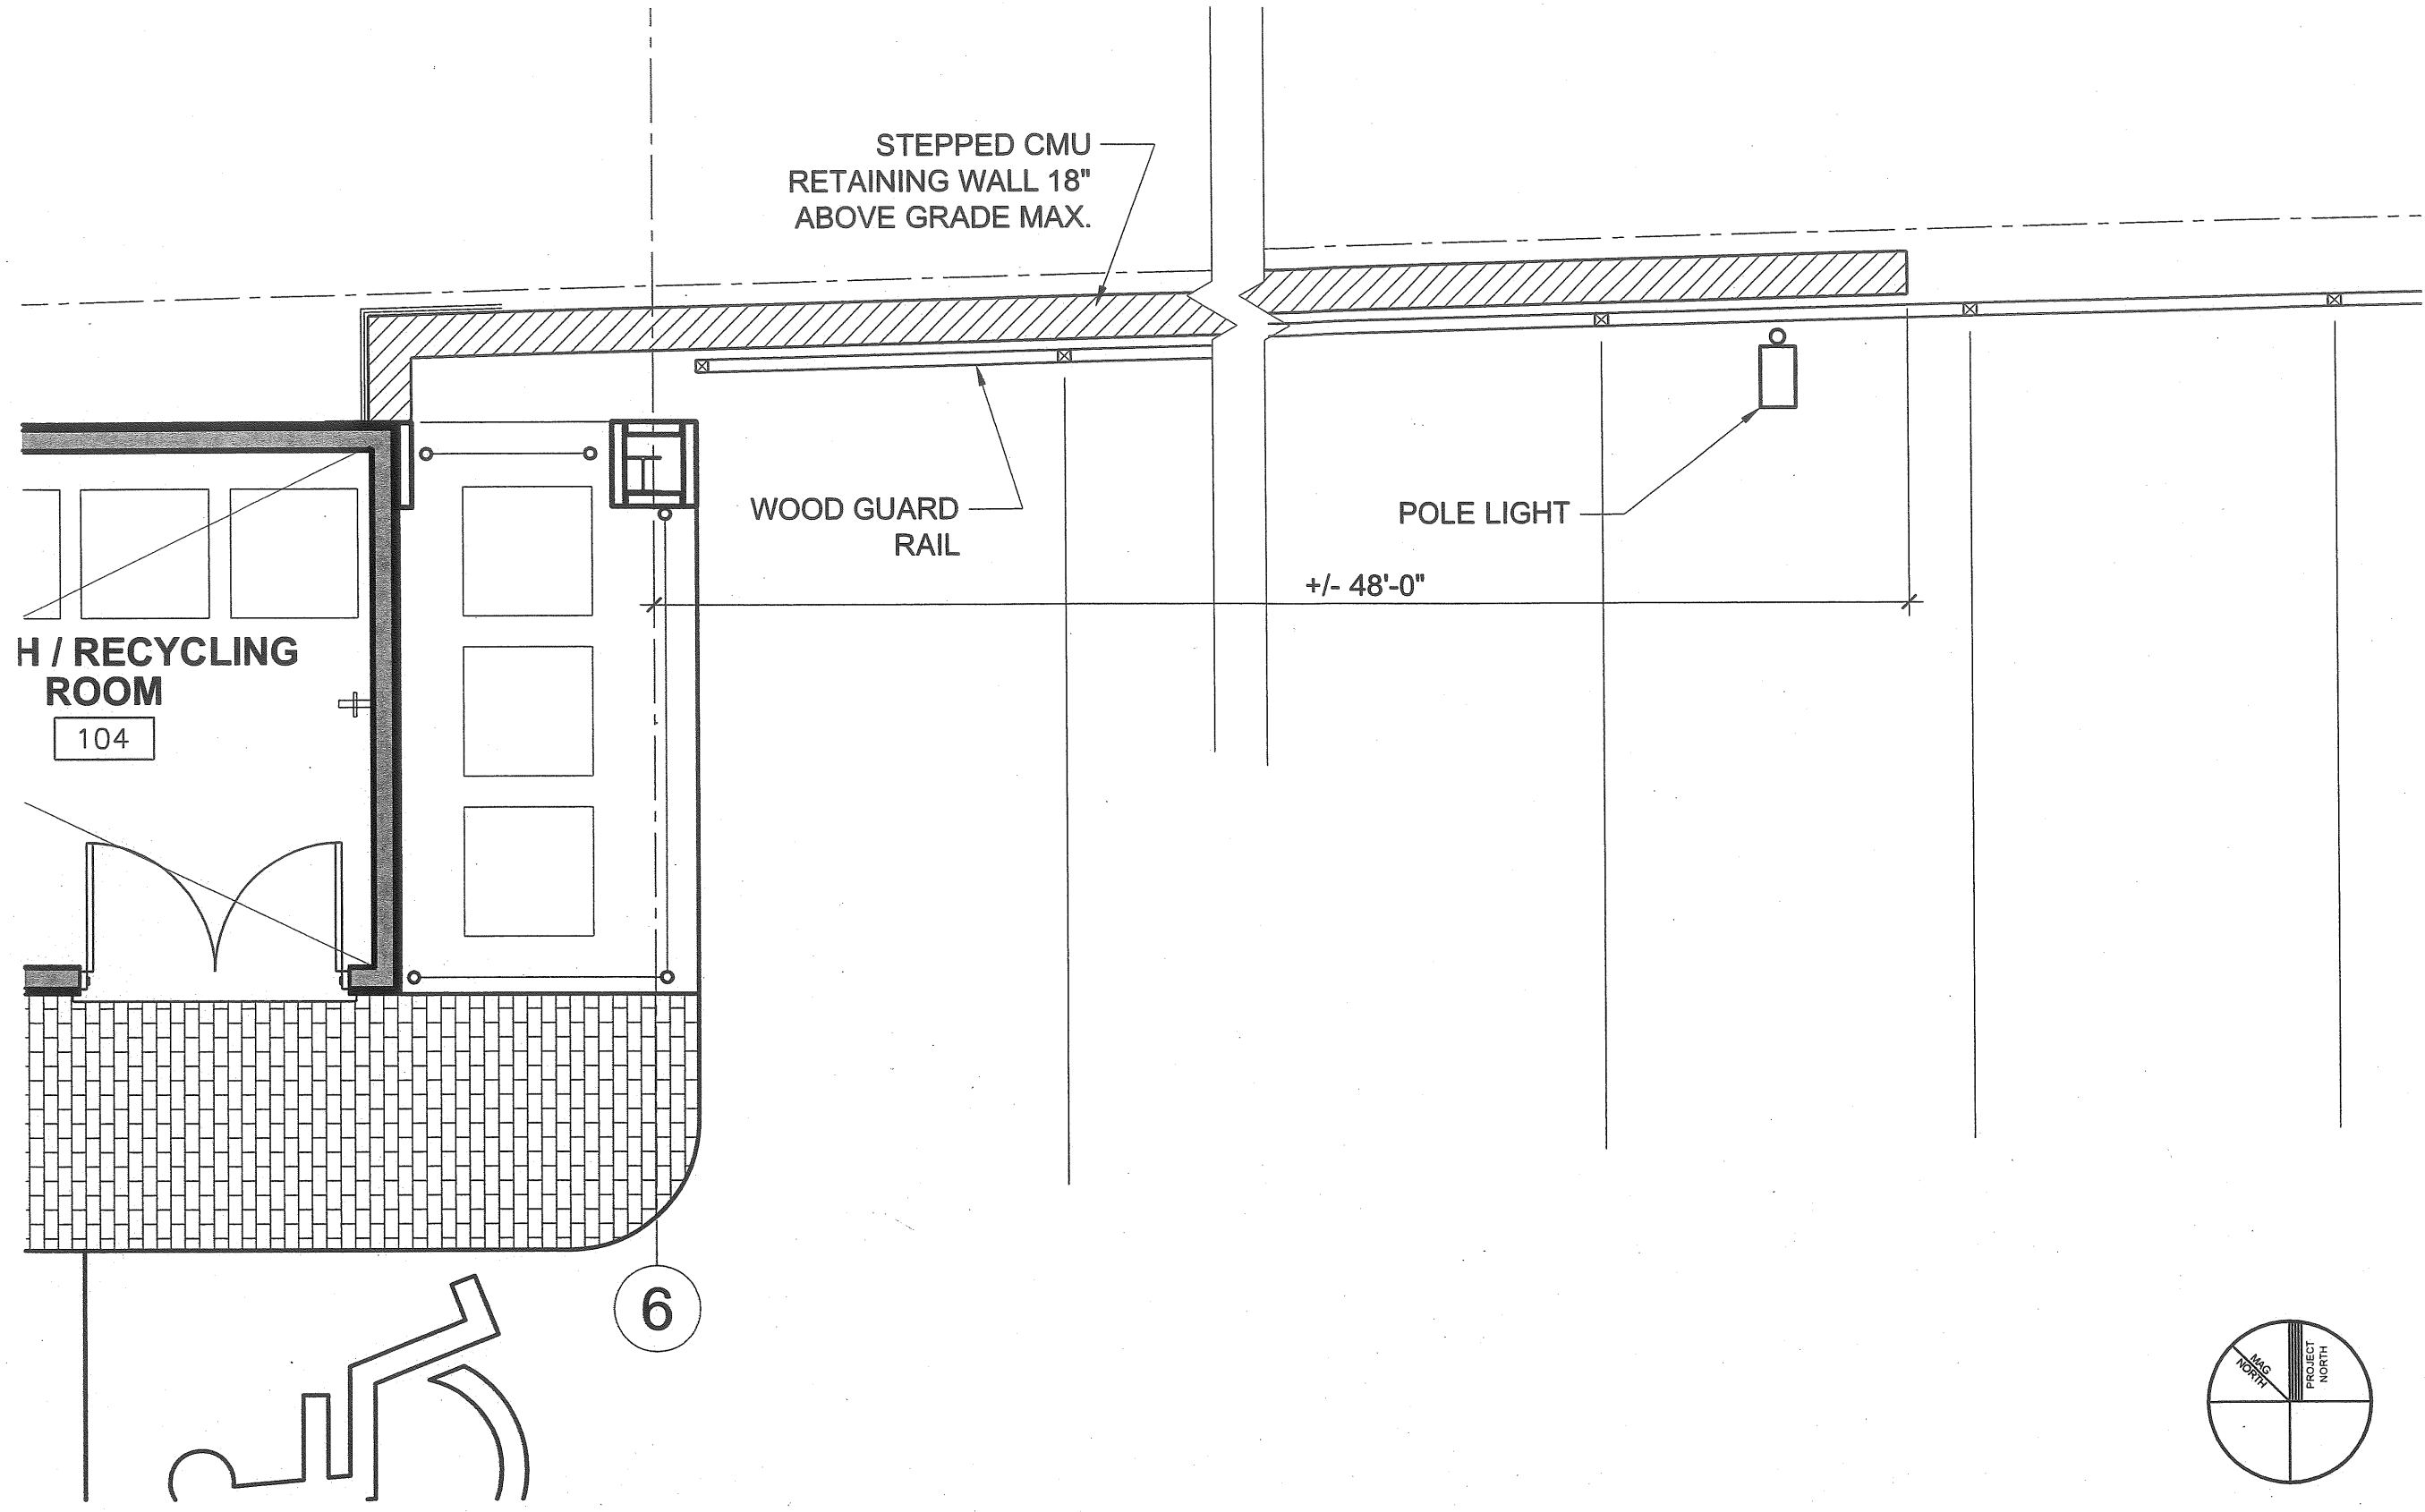 STEPPED CMU
RETAINING WALL 18"
ABOVE GRADE MAX.
WOOD GUARD
RAIL
POLE LIGHT
+/- 48'-0"
H / RECYCLING
ROOM
104
6
MAG
NORTH
PROJECT
NORTH